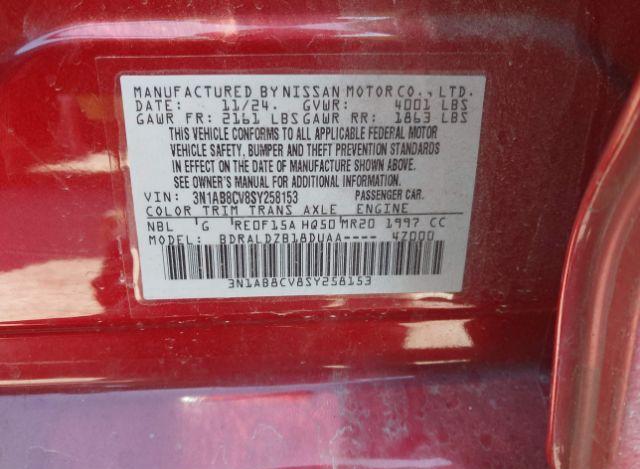 MANUFACTURED BY NISSAN MOTOR CO., LTD.
DATE: 11/24. GVWR: 4001 LBS
GAWR FR: 2161 LBS GAWR RR: 1863 LBS
THIS VEHICLE CONFORMS TO ALL APPLICABLE FEDERAL MOTOR
VEHICLE SAFETY, BUMPER AND THEFT PREVENTION STANDARDS
IN EFFECT ON THE DATE OF MANUFACTURE SHOWN ABOVE.
SEE OWNER'S MANUAL FOR ADDITIONAL INFORMATION.
VIN: 3N1AB8CV8SY258153 PASSENGER CAR.
COLOR TRIM TRANS AXLE ENGINE
NBL G RE0F15A HQ50 MR20 1997 CC
MODEL: BDRALDZB18DUAA---- 47000
3N1AB8CV8SY258153